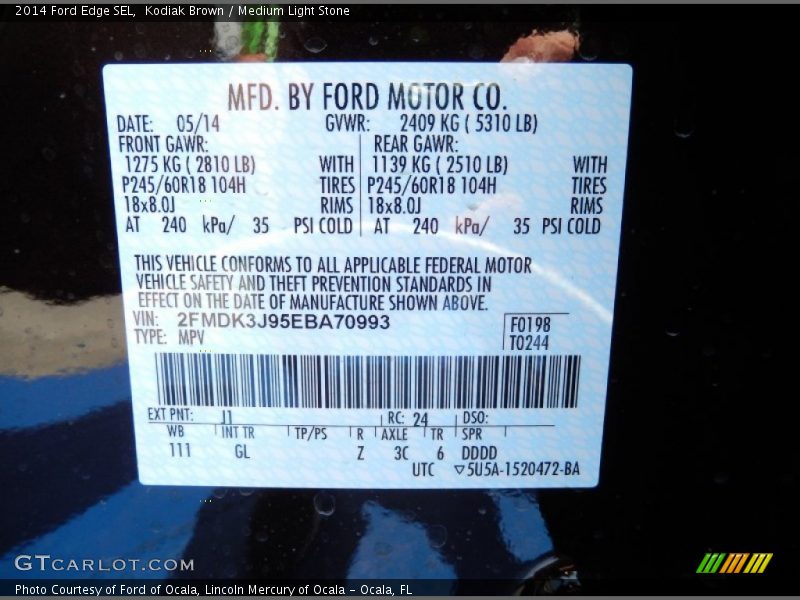 2014 Ford Edge SEL,  Kodiak Brown / Medium Light Stone
MFD. BY FORD MOTOR CO.
DATE: 05/14 GVWR: 2409 KG ( 5310 LB)
FRONT GAWR: REAR GAWR:
1275 KG ( 2810 LB) WITH 1139 KG ( 2510 LB) WITH
P245/60R18 104H TIRES P245/60R18 104H TIRES
18x8.0J RIMS 18x8.0J RIMS
AT 240 kPa/ 35 PSI COLD AT 240 kPa/ 35 PSI COLD
THIS VEHICLE CONFORMS TO ALL APPLICABLE FEDERAL MOTOR
VEHICLE SAFETY AND THEFT PREVENTION STANDARDS IN
EFFECT ON THE DATE OF MANUFACTURE SHOWN ABOVE.
VIN: 2FMDK3J95EBA70993 F0198
TYPE: MPV T0244
EXT PNT: J1 RC: 24 DSO:
WB INT TR TP/PS R AXLE TR SPR
111 GL Z 3C 6 DDDD
UTC ▽5U5A-1520472-BA
GTCARLOT.COM
Photo Courtesy of Ford of Ocala, Lincoln Mercury of Ocala - Ocala, FL